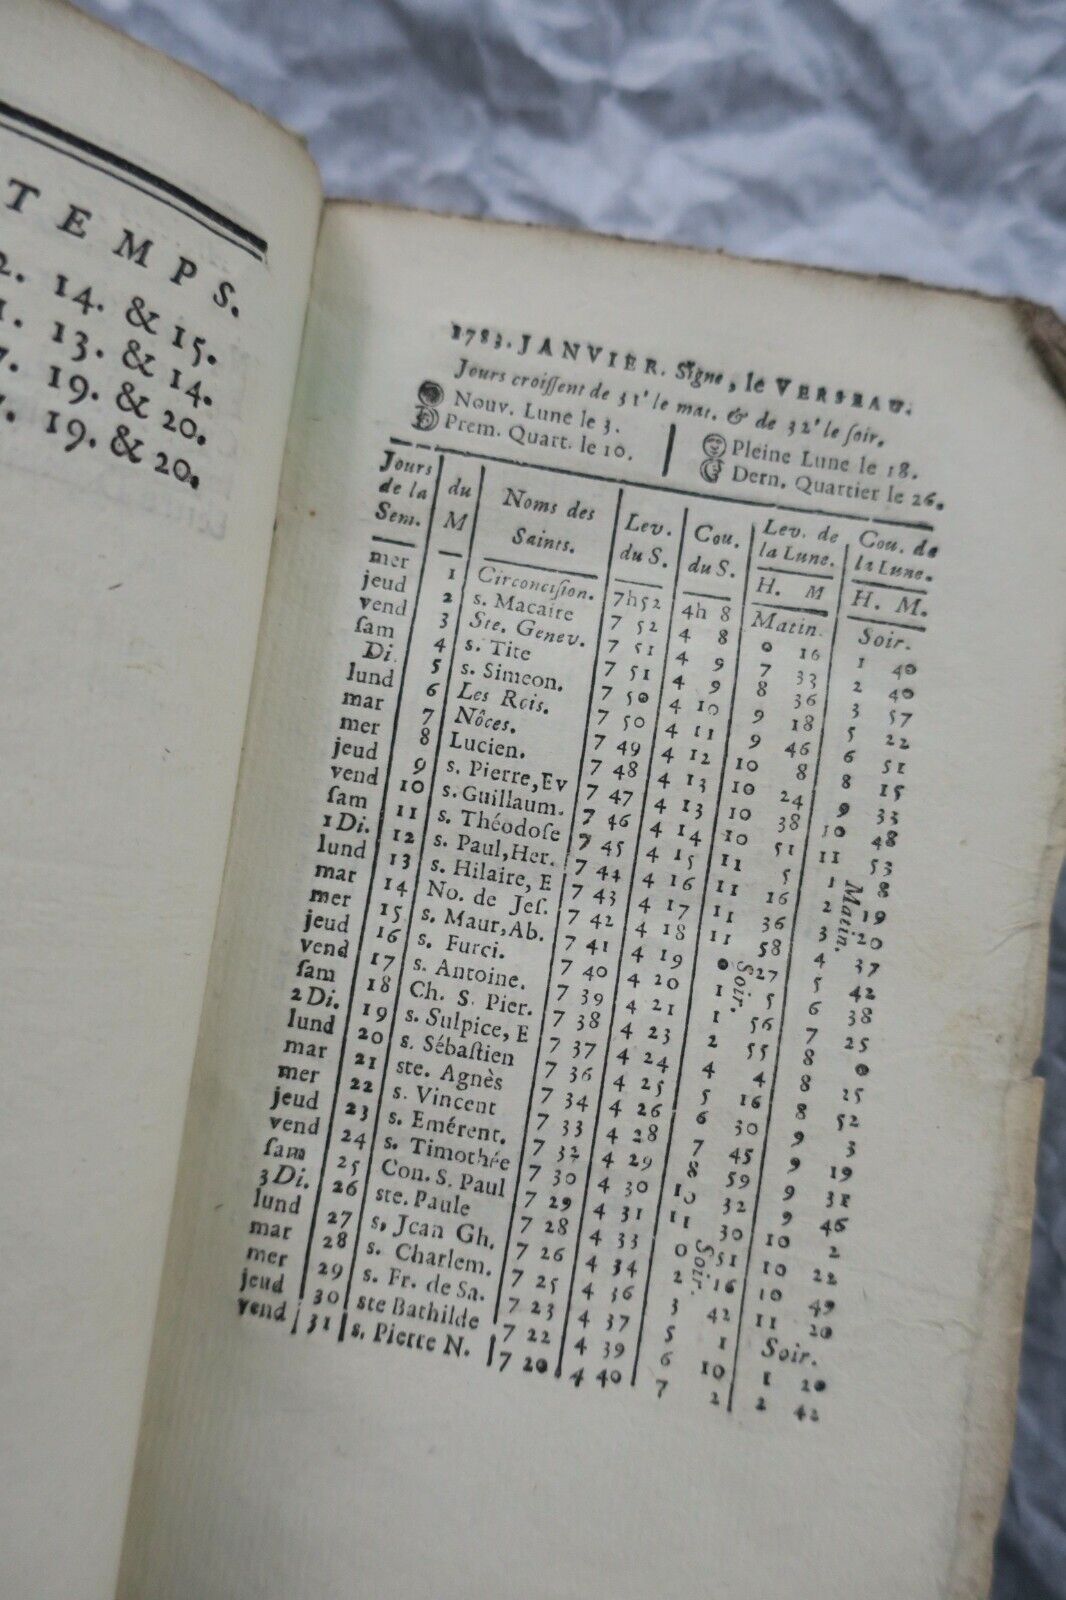 TEMPS.
2. 14. & 15.
1. 13. & 14.
7. 19. & 20.
19. & 20.
1783. JANVIER. Signe, le VERSEAU.
Jours croiſſent de 31' le mat. & de 32' le ſoir.
Nouv. Lune le 3.
Prem. Quart. le 10.
Pleine Lune le 18.
Dern. Quartier le 26.
Jours de la Sem. du M Noms des Saints. Lev. du S. Cou. du S. Lev. de la Lune. Cou. de la Lune.
H. M H. M.
Matin. Soir.
mer 1 Circonciſion. 7h52 4h 8 0 16 1 40
jeud 2 s. Macaire 7 52 4 8 7 33 2 40
vend 3 Ste. Genev. 7 51 4 9 8 36 3 57
ſam 4 s. Tite 7 51 4 9 9 18 5 22
Di. 5 s. Simeon. 7 50 4 10 9 46 6 51
lund 6 Les Rois. 7 50 4 11 10 8 8 15
mar 7 Nôces. 7 49 4 12 10 24 9 33
mer 8 Lucien. 7 48 4 13 10 38 10 48
jeud 9 s. Pierre, Ev 7 47 4 13 10 51 11 53
vend 10 s. Guillaum. 7 46 4 14 11 5 1 8
ſam 11 s. Théodoſe 7 45 4 15 11 16 2 19
1 Di. 12 s. Paul, Her. 7 44 4 16 11 36 3 20
lund 13 s. Hilaire, E 7 43 4 17 11 58 4 37
mar 14 No. de Jeſ. 7 42 4 18 0 27 5 42
mer 15 s. Maur, Ab. 7 41 4 19 1 5 6 38
jeud 16 s. Furci. 7 40 4 20 1 56 7 25
vend 17 s. Antoine. 7 39 4 21 2 55 8 0
ſam 18 Ch. S. Pier. 7 38 4 23 4 4 8 25
2 Di. 19 s. Sulpice, E 7 37 4 24 5 16 8 52
lund 20 s. Sébaſtien 7 36 4 25 6 30 9 3
mar 21 ste. Agnès 7 34 4 26 7 45 9 19
mer 22 s. Vincent 7 33 4 28 8 59 9 31
jeud 23 s. Emérent. 7 32 4 29 10 32 9 46
vend 24 s. Timothée 7 30 4 30 11 30 10 2
ſam 25 Con. S. Paul 7 29 4 31 0 51 10 22
3 Di. 26 ste. Paule 7 28 4 33 2 16 10 49
lund 27 s. Jean Gh. 7 26 4 34 3 42 11 20
mar 28 s. Charlem. 7 25 4 36 5 1 Soir.
mer 29 s. Fr. de Sa. 7 23 4 37 6 10 1 20
jeud 30 ste Bathilde 7 22 4 39 7 2 2 42
vend 31 s. Pierre N. 7 20 4 40
Matin.
Soir.
Soir.